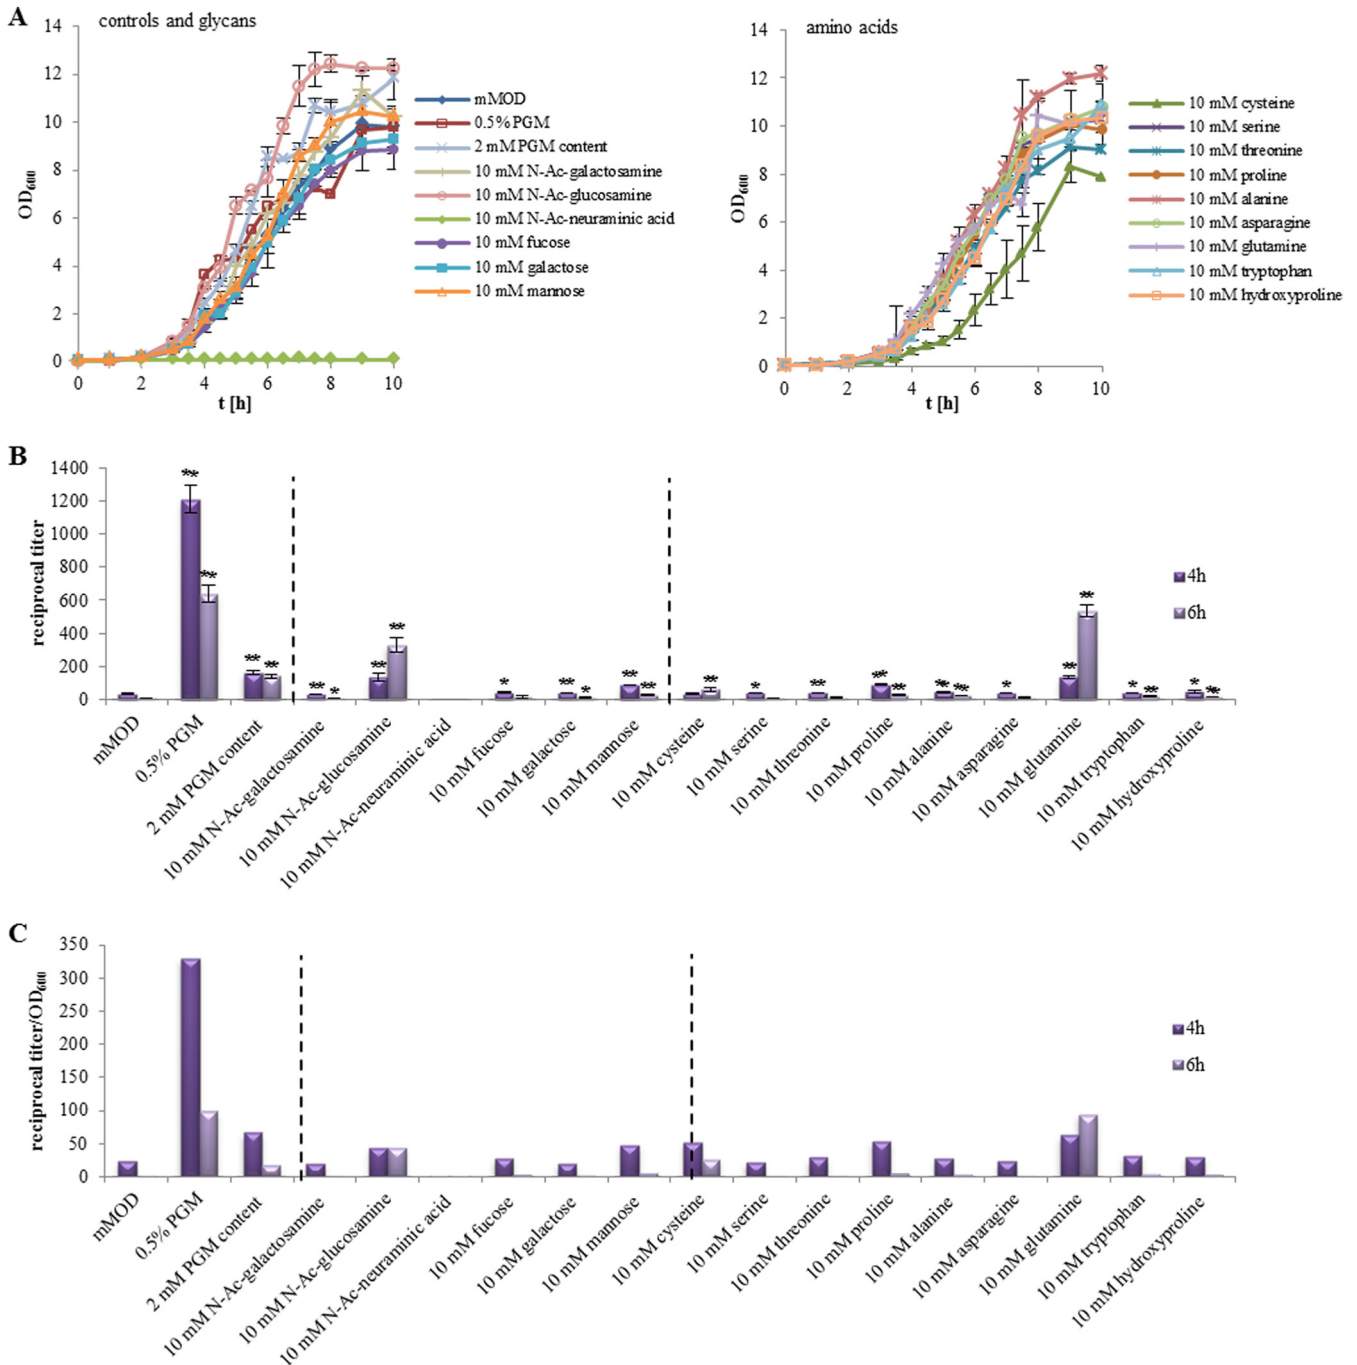 A
controls and glycans
14
12
10
8
6
4
2
0
OD600
0 2 4 6 8 10
t [h]
mMOD
0.5% PGM
2 mM PGM content
10 mM N-Ac-galactosamine
10 mM N-Ac-glucosamine
10 mM N-Ac-neuraminic acid
10 mM fucose
10 mM galactose
10 mM mannose
amino acids
14
12
10
8
6
4
2
0
OD600
0 2 4 6 8 10
t [h]
10 mM cysteine
10 mM serine
10 mM threonine
10 mM proline
10 mM alanine
10 mM asparagine
10 mM glutamine
10 mM tryptophan
10 mM hydroxyproline
B
1400
1200
1000
800
600
400
200
0
reciprocal titer
** ** ** ** ** * ** ** * ** * ** ** ** * ** ** ** ** ** ** * ** ** * ** * **
4h
6h
mMOD
0.5% PGM
2 mM PGM content
10 mM N-Ac-galactosamine
10 mM N-Ac-glucosamine
10 mM N-Ac-neuraminic acid
10 mM fucose
10 mM galactose
10 mM mannose
10 mM cysteine
10 mM serine
10 mM threonine
10 mM proline
10 mM alanine
10 mM asparagine
10 mM glutamine
10 mM tryptophan
10 mM hydroxyproline
C
350
300
250
200
150
100
50
0
reciprocal titer/OD600
4h
6h
mMOD
0.5% PGM
2 mM PGM content
10 mM N-Ac-galactosamine
10 mM N-Ac-glucosamine
10 mM N-Ac-neuraminic acid
10 mM fucose
10 mM galactose
10 mM mannose
10 mM cysteine
10 mM serine
10 mM threonine
10 mM proline
10 mM alanine
10 mM asparagine
10 mM glutamine
10 mM tryptophan
10 mM hydroxyproline